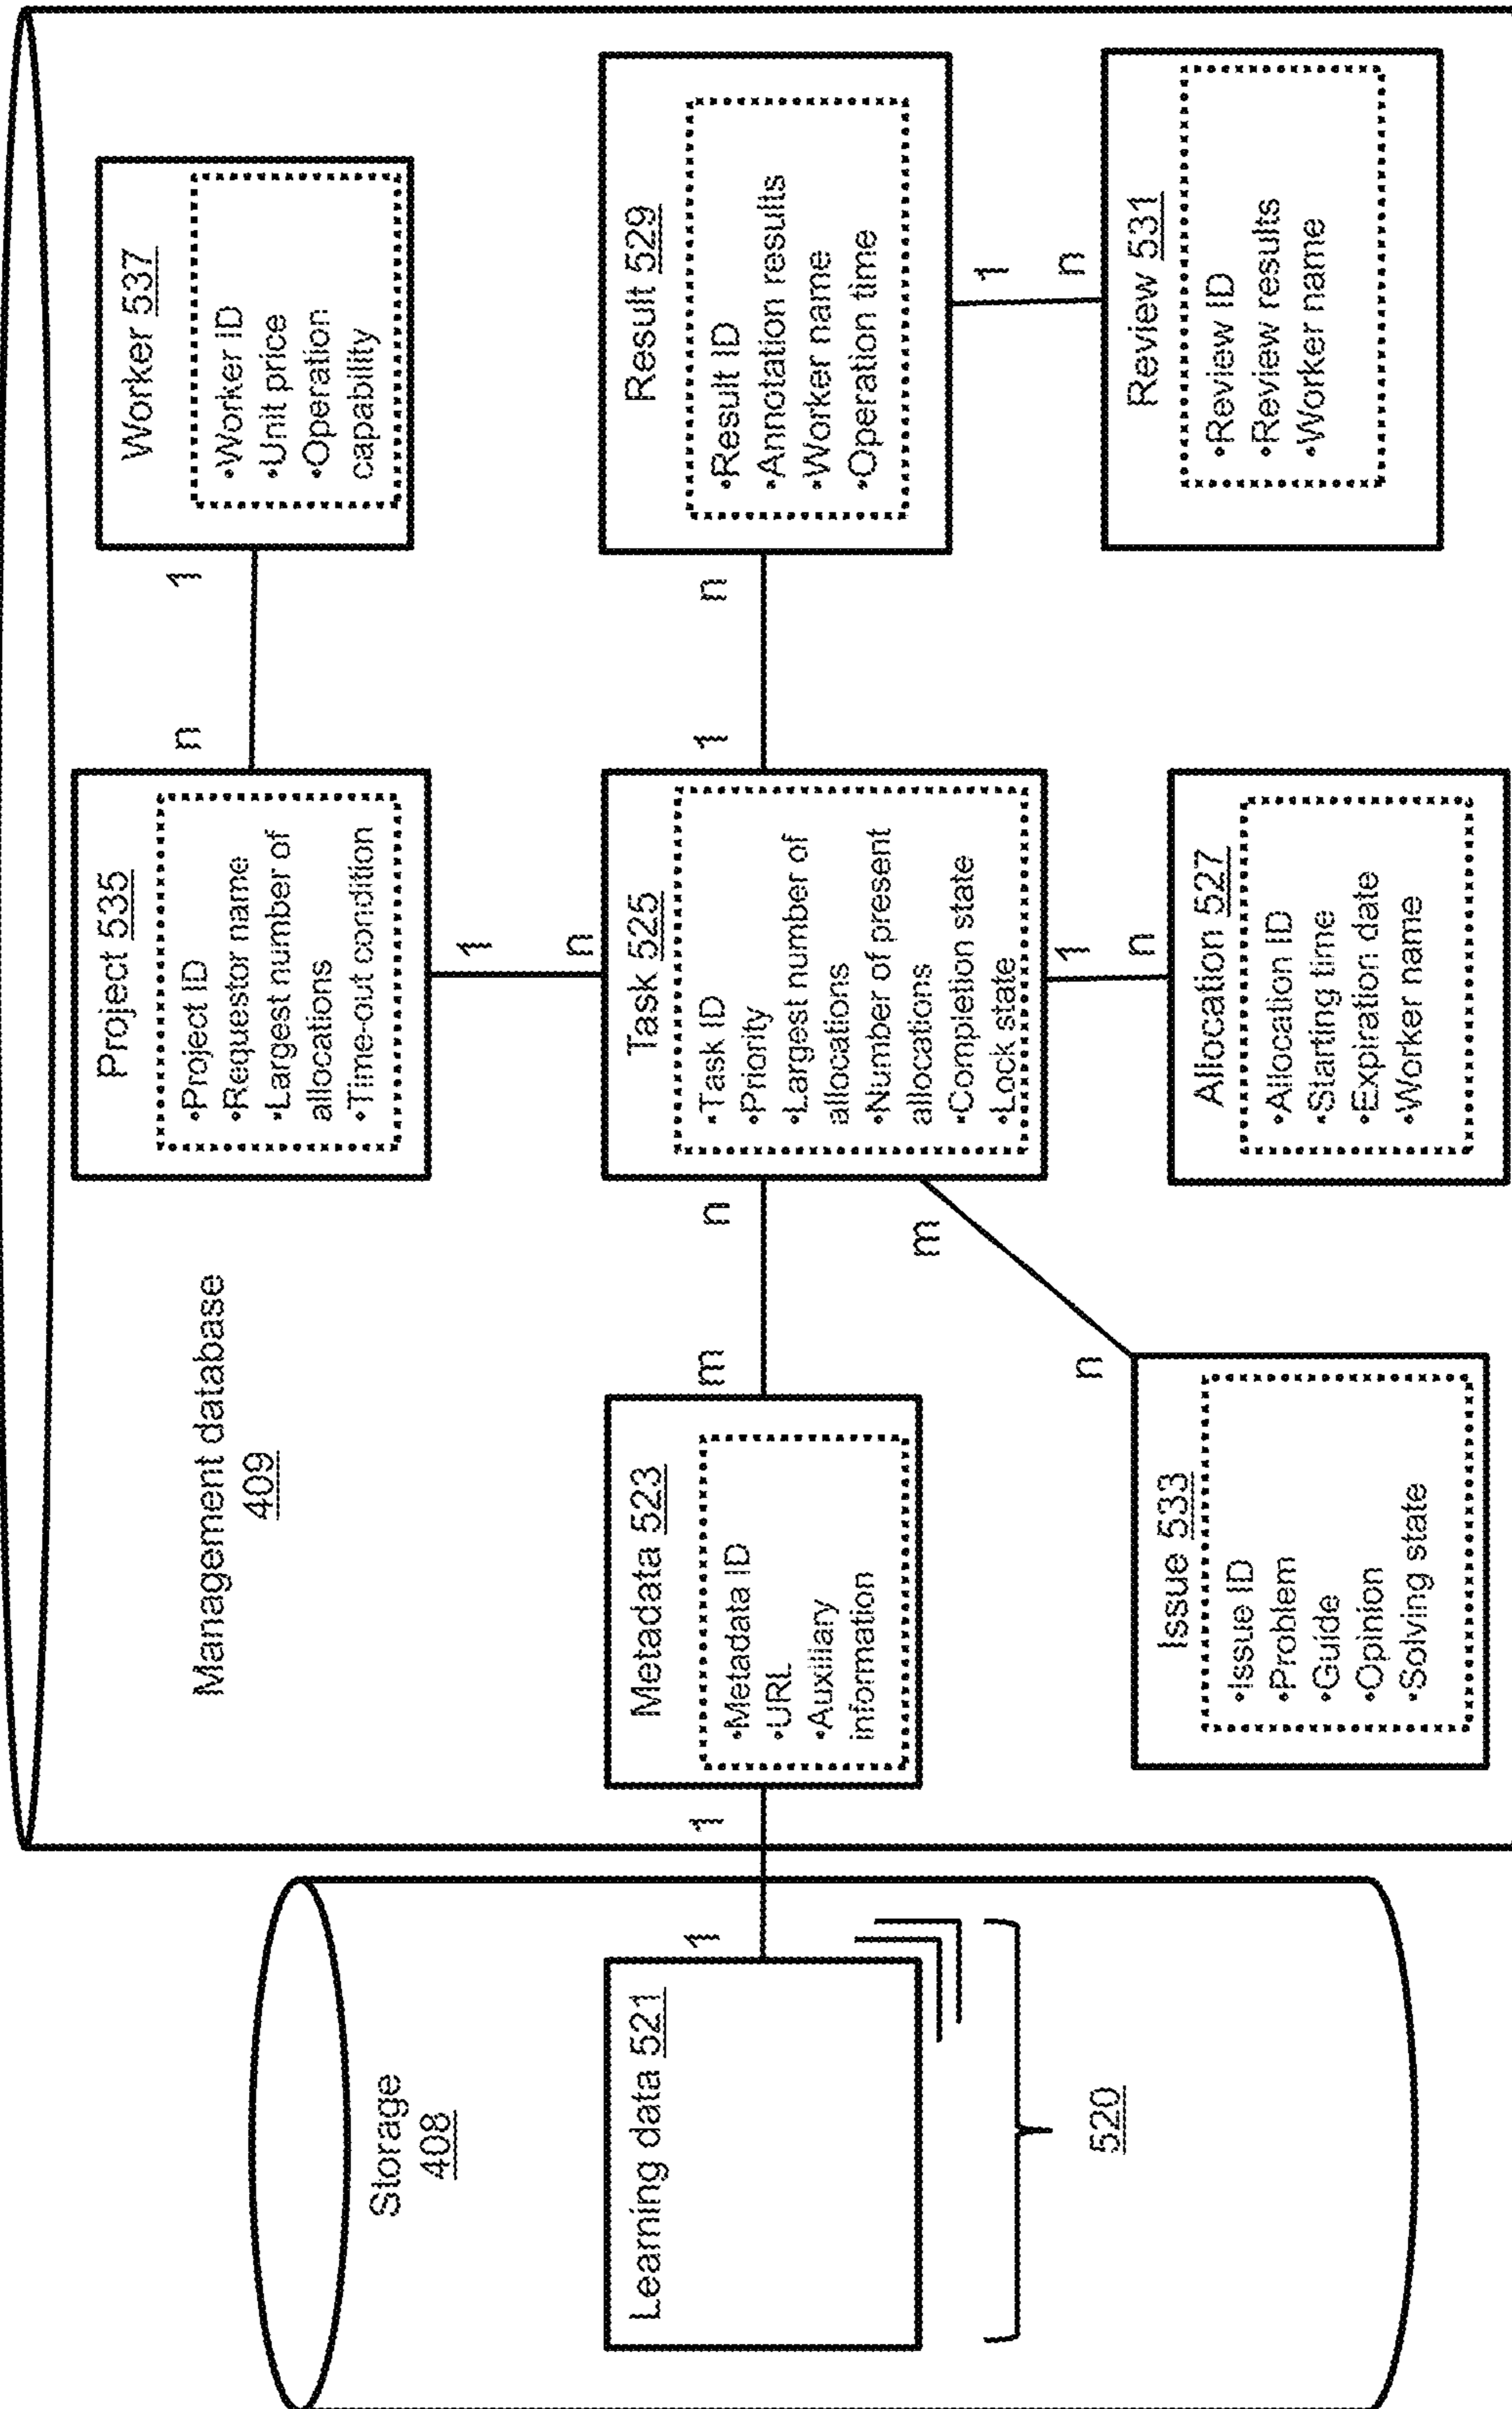 Storage
408
Learning data 521
520
1
1
Management database
409
Metadata 523
•Metadata ID
•URL
•Auxiliary
information
m
n
Issue 533
•Issue ID
•Problem
•Guide
•Opinion
•Solving state
n
m
Project 535
•Project ID
•Requestor name
•Largest number of
allocations
•Time-out condition
n
1
1
n
Task 525
•Task ID
•Priority
•Largest number of
allocations
•Number of present
allocations
•Completion state
•Lock state
1
n
1
n
Allocation 527
•Allocation ID
•Starting time
•Expiration date
•Worker name
Worker 537
•Worker ID
•Unit price
•Operation
capability
Result 529
•Result ID
•Annotation results
•Worker name
•Operation time
1
n
Review 531
•Review ID
•Review results
•Worker name